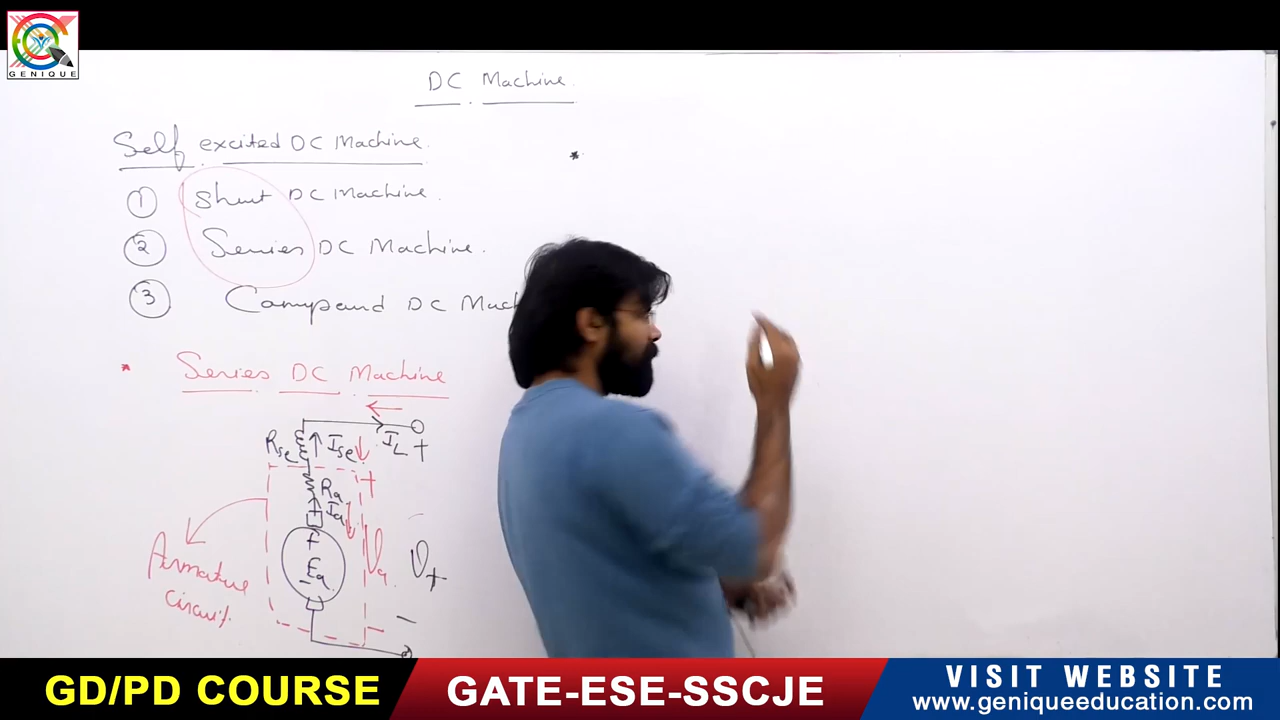 GENIQUE
DC Machine.
Self excited DC Machine.
① Shunt DC Machine.
② Series DC Machine.
③ Compound DC Mach
* Series DC Machine
*
Rse Ise IL +
Ra +
Ia
+
Ea Va Vt
-
- -
Armature
circuit.
GD/PD COURSE
GATE-ESE-SSCJE
VISIT WEBSITE
www.geniqueeducation.com